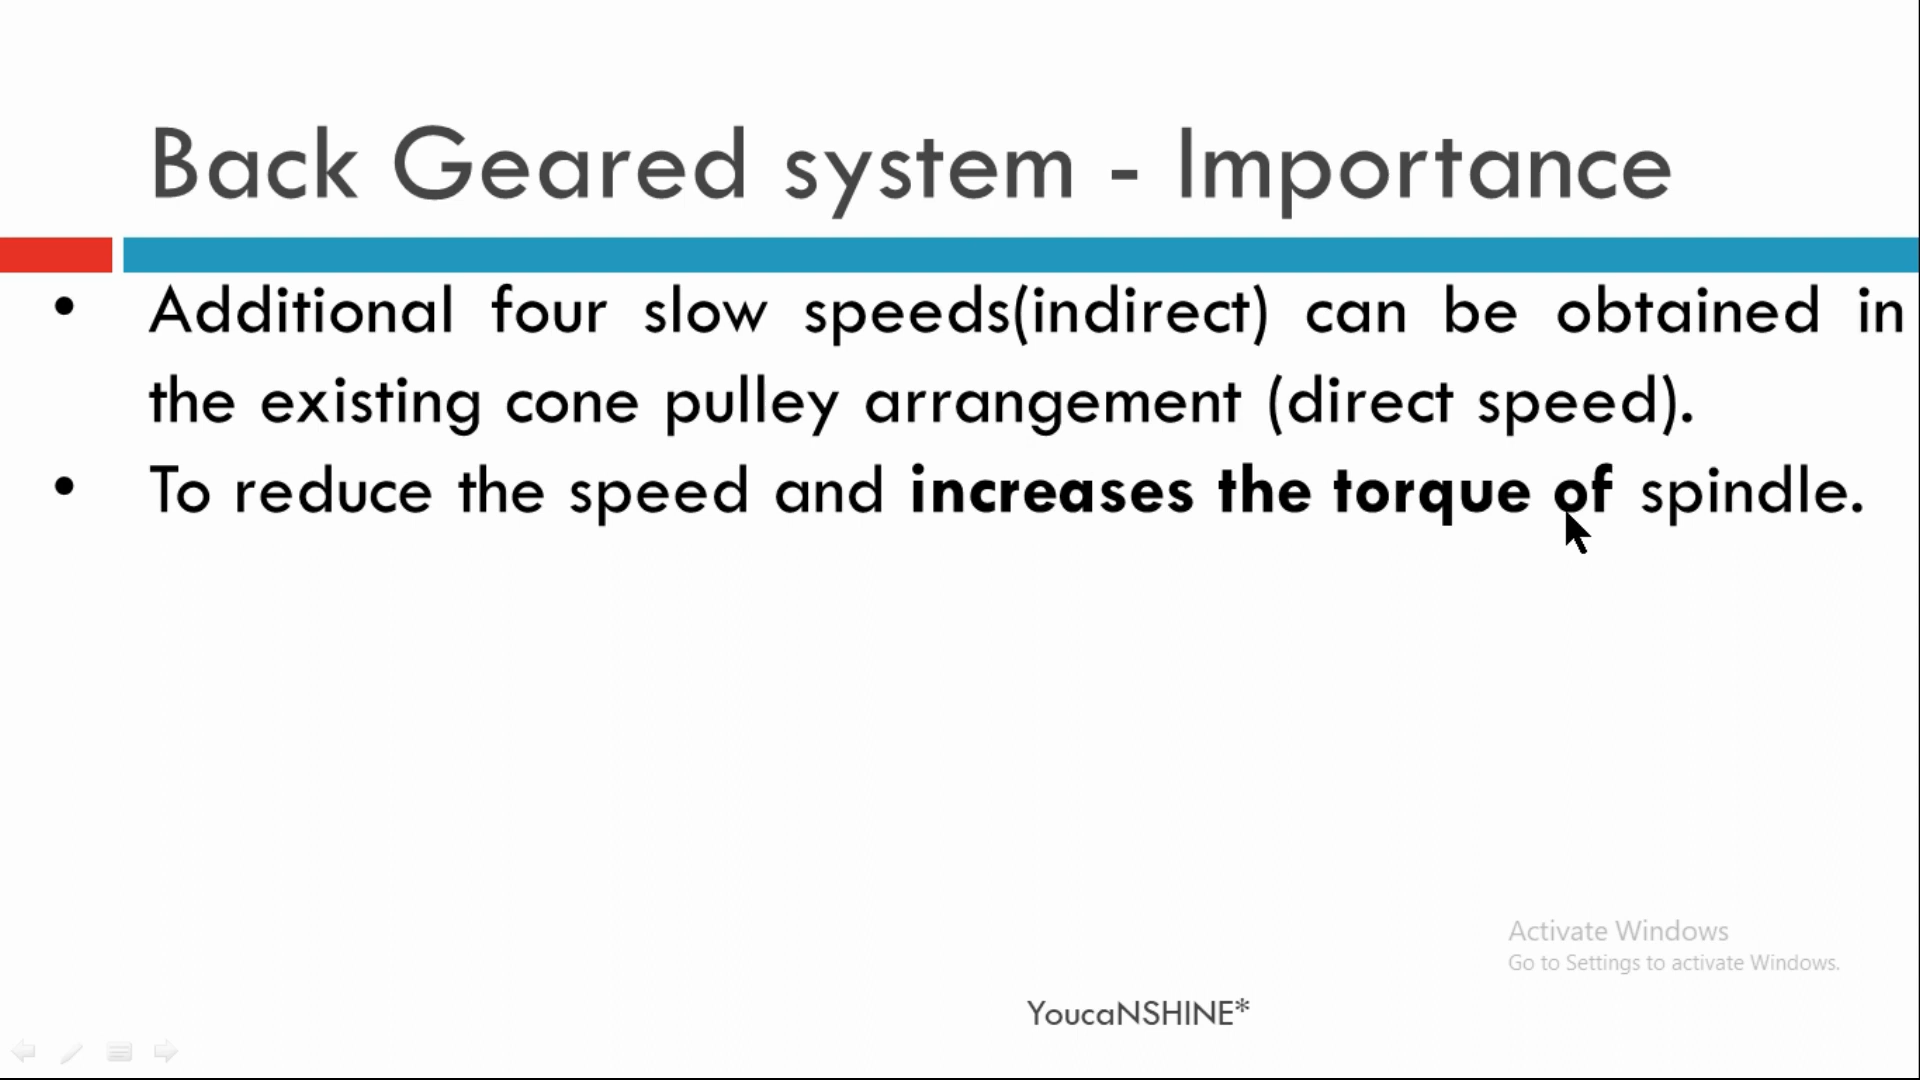 Back Geared system - Importance
• Additional four slow speeds(indirect) can be obtained in
the existing cone pulley arrangement (direct speed).
• To reduce the speed and increases the torque of spindle.
Activate Windows
Go to Settings to activate Windows.
YoucaNSHINE*